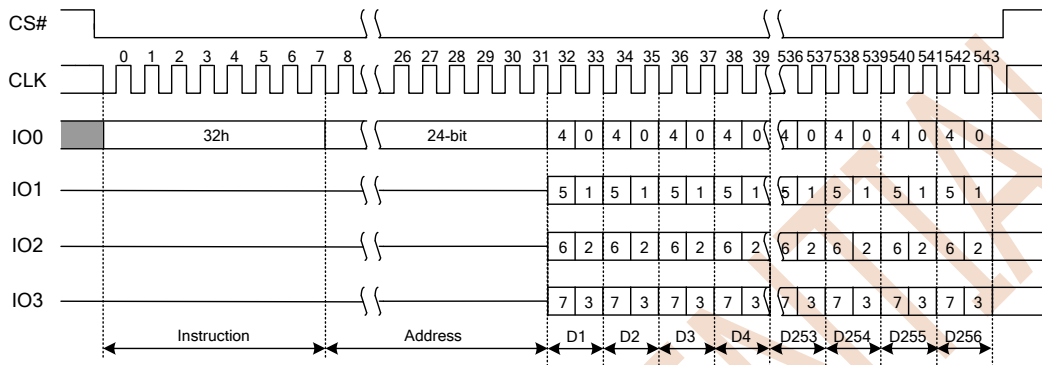 CS#
0 1 2 3 4 5 6 7 8 26 27 28 29 30 31 32 33 34 35 36 37 38 39 536 537 538 539 540 541 542 543
CLK
IO0 32h 24-bit 4 0 4 0 4 0 4 0 4 0 4 0 4 0 4 0
IO1 5 1 5 1 5 1 5 1 5 1 5 1 5 1 5 1
IO2 6 2 6 2 6 2 6 2 6 2 6 2 6 2 6 2
IO3 7 3 7 3 7 3 7 3 7 3 7 3 7 3 7 3
Instruction Address D1 D2 D3 D4 D253 D254 D255 D256